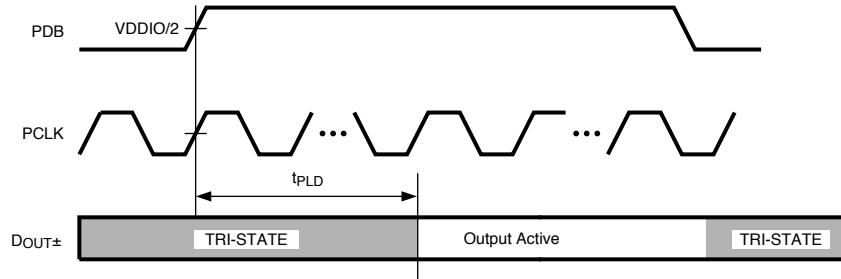 PDB
VDDIO/2
PCLK
tPLD
DOUT±
TRI-STATE
Output Active
TRI-STATE